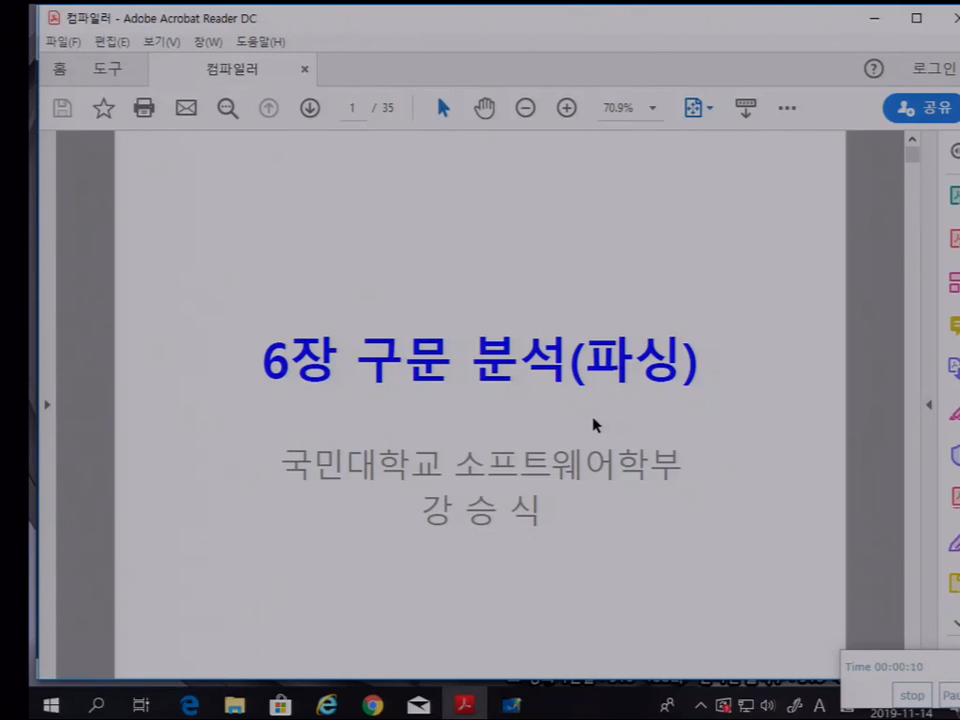 컴파일러 - Adobe Acrobat Reader DC
파일(F) 편집(E) 보기(V) 창(W) 도움말(H)
홈 도구 컴파일러 × ? 로그인
1 / 35 70.9% 공유
6장 구문 분석(파싱)
국민대학교 소프트웨어학부
강 승 식
Time 00:00:10
stop
A
2019-11-14